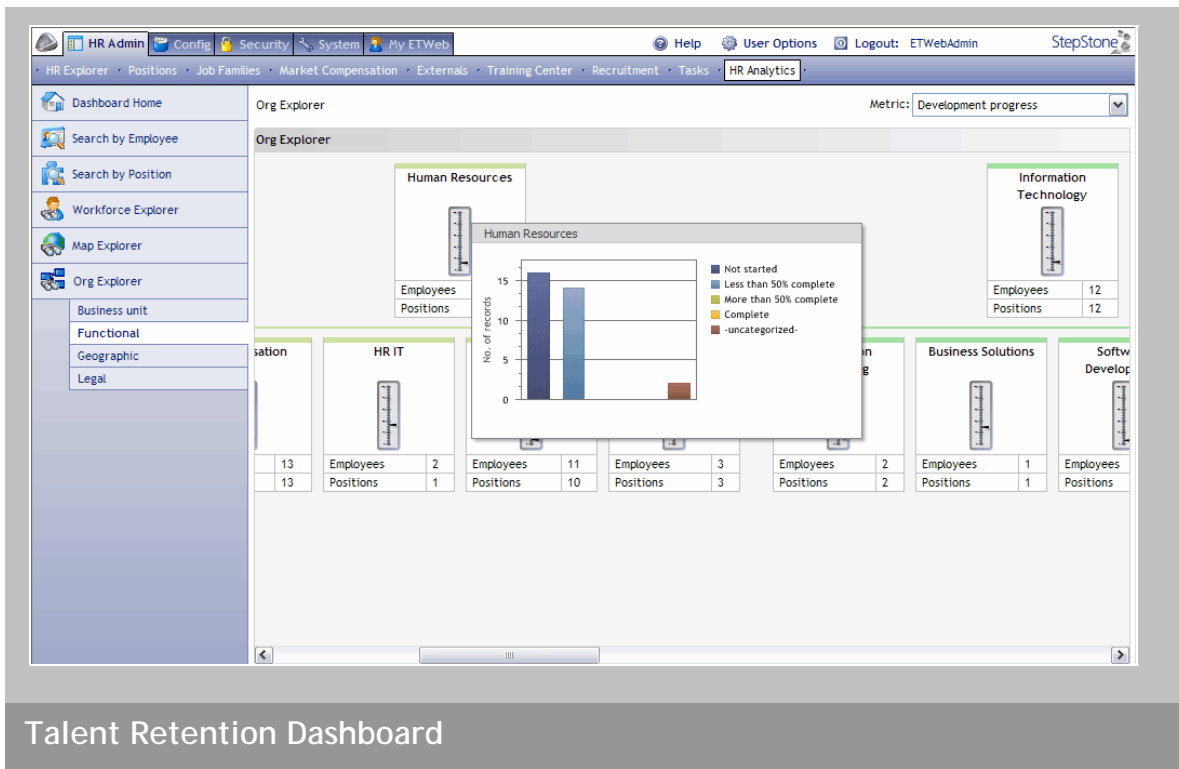 HR Admin Config Security System My ETWeb Help User Options Logout: ETWebAdmin StepStone
HR Explorer Positions Job Families Market Compensation Externals Training Center Recruitment Tasks HR Analytics
Dashboard Home
Search by Employee
Search by Position
Workforce Explorer
Map Explorer
Org Explorer
Business unit
Functional
Geographic
Legal
Org Explorer Metric: Development progress
Org Explorer
Human Resources
Employees
Positions
Information
Technology
Employees 12
Positions 12
Human Resources
No. of records
15
10
5
0
Not started
Less than 50% complete
More than 50% complete
Complete
-uncategorized-
sation
13
13
HR IT
Employees 2
Positions 1
Employees 11
Positions 10
Employees 3
Positions 3
n
g
Employees 2
Positions 2
Business Solutions
Employees 1
Positions 1
Softw
Develop
Employees
Positions
Talent Retention Dashboard